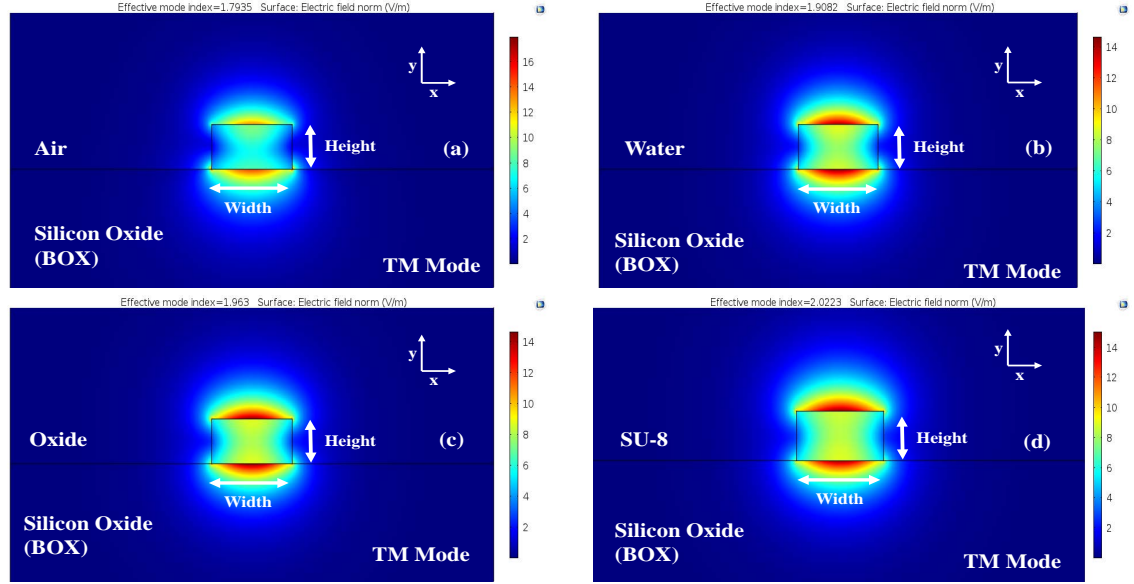 Effective mode index=1.7935   Surface: Electric field norm (V/m)
y
x
Air
Height
(a)
Width
Silicon Oxide
(BOX)
TM Mode
16
14
12
10
8
6
4
2
Effective mode index=1.9082   Surface: Electric field norm (V/m)
y
x
Water
Height
(b)
Width
Silicon Oxide
(BOX)
TM Mode
14
12
10
8
6
4
2
Effective mode index=1.963   Surface: Electric field norm (V/m)
y
x
Oxide
Height
(c)
Width
Silicon Oxide
(BOX)
TM Mode
14
12
10
8
6
4
2
Effective mode index=2.0223   Surface: Electric field norm (V/m)
y
x
SU-8
Height
(d)
Width
Silicon Oxide
(BOX)
TM Mode
14
12
10
8
6
4
2